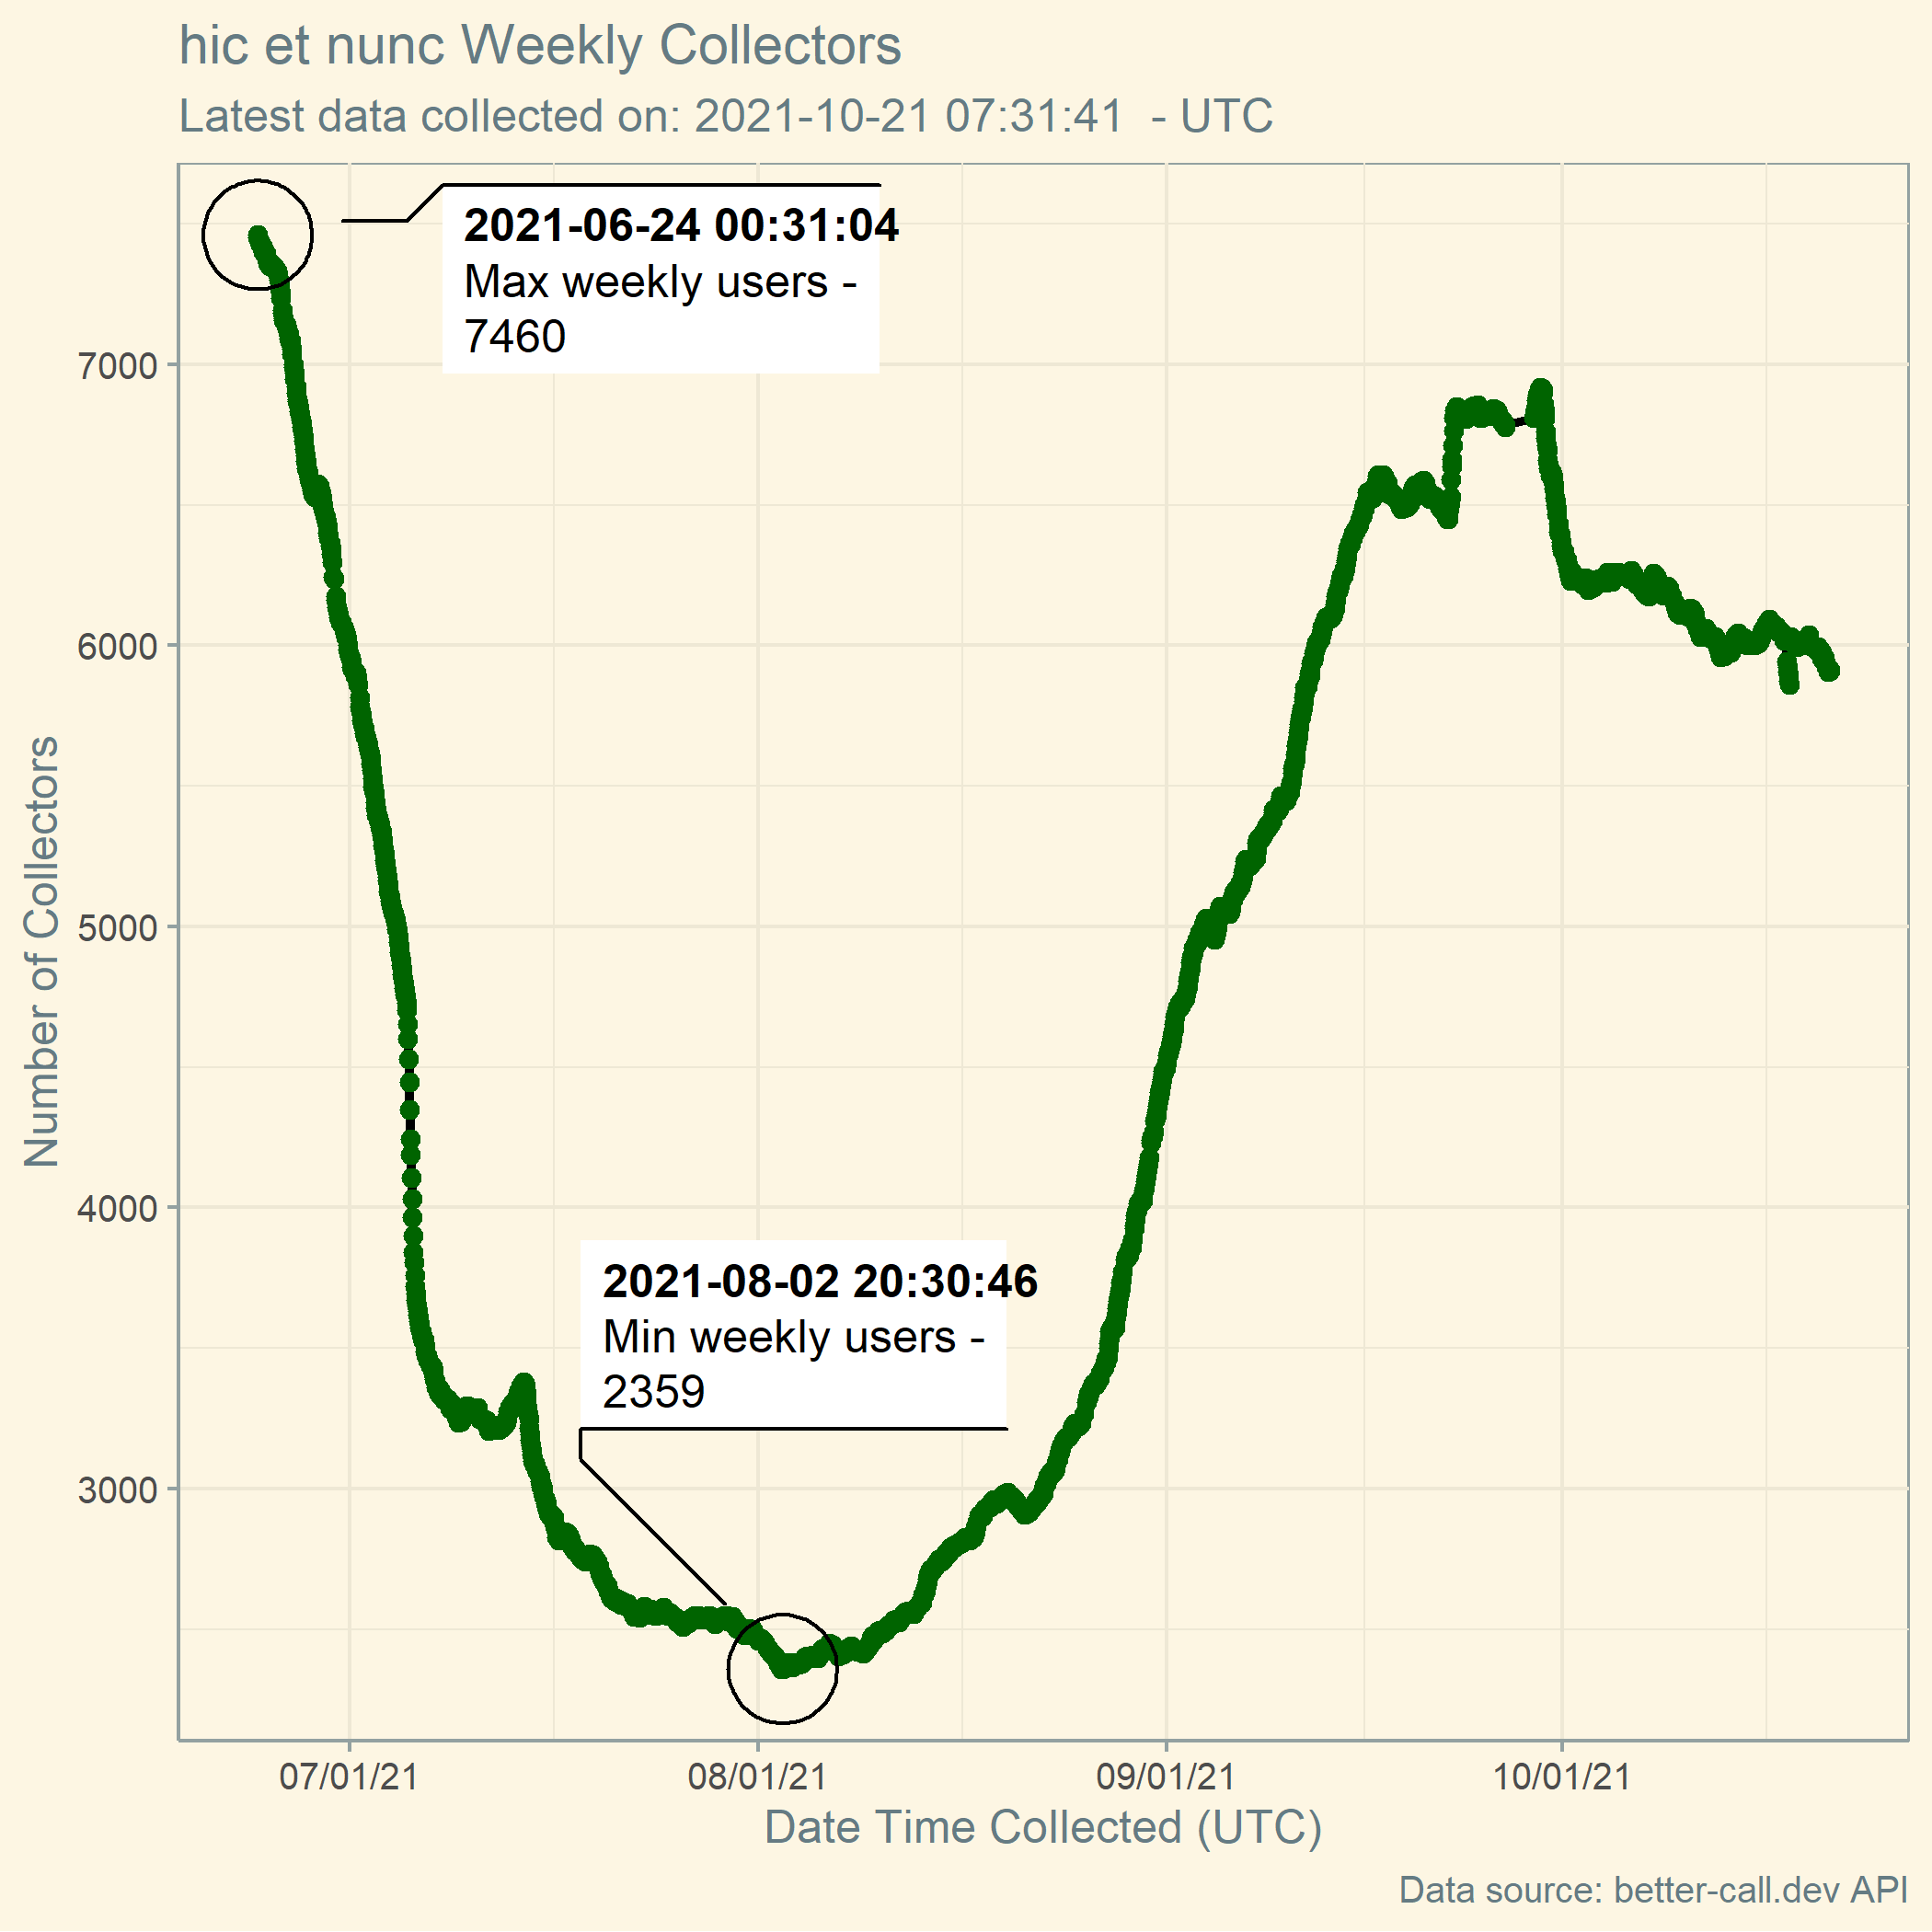 hic et nunc Weekly Collectors
Latest data collected on: 2021-10-21 07:31:41  - UTC
2021-06-24 00:31:04
Max weekly users -
7460
7000
6000
5000
4000
3000
Number of Collectors
2021-08-02 20:30:46
Min weekly users -
2359
07/01/21
08/01/21
09/01/21
10/01/21
Date Time Collected (UTC)
Data source: better-call.dev API